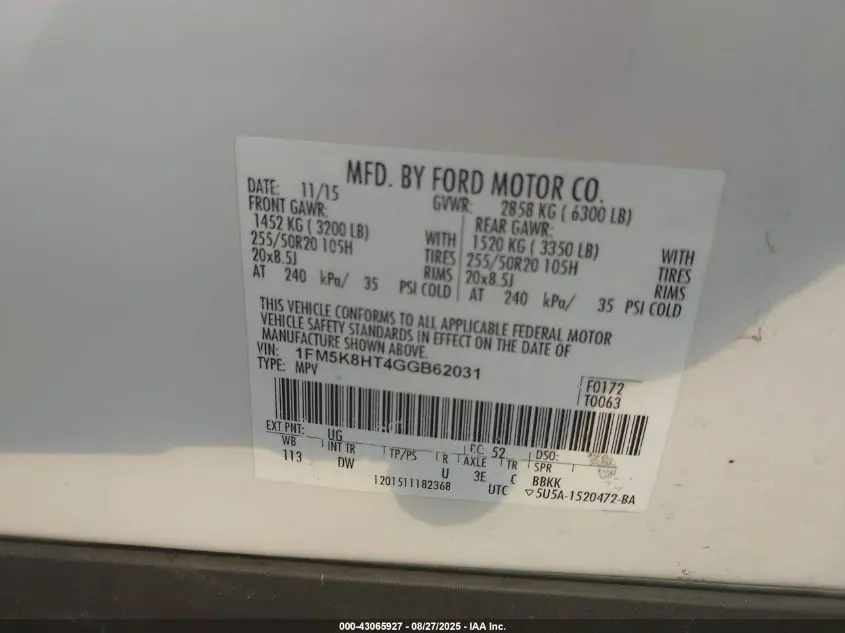 MFD. BY FORD MOTOR CO.
DATE: 11/15 GVWR: 2858 KG ( 6300 LB)
FRONT GAWR: REAR GAWR:
1452 KG ( 3200 LB) WITH 1520 KG ( 3350 LB) WITH
255/50R20 105H TIRES 255/50R20 105H TIRES
20x8.5J RIMS 20x8.5J RIMS
AT 240 kPa/ 35 PSI COLD AT 240 kPa/ 35 PSI COLD
THIS VEHICLE CONFORMS TO ALL APPLICABLE FEDERAL MOTOR
VEHICLE SAFETY STANDARDS IN EFFECT ON THE DATE OF
MANUFACTURE SHOWN ABOVE.
VIN: 1FM5K8HT4GGB62031
TYPE: MPV
F0172
T0063
EXT PNT: UG RC: 52 DSO:
WB INT TR TP/PS R AXLE TR SPR
113 DW U 3E C BBKK
1201511182368 UTC ▽5U5A-1520472-BA
000-43065927 - 08/27/2025 - IAA Inc.